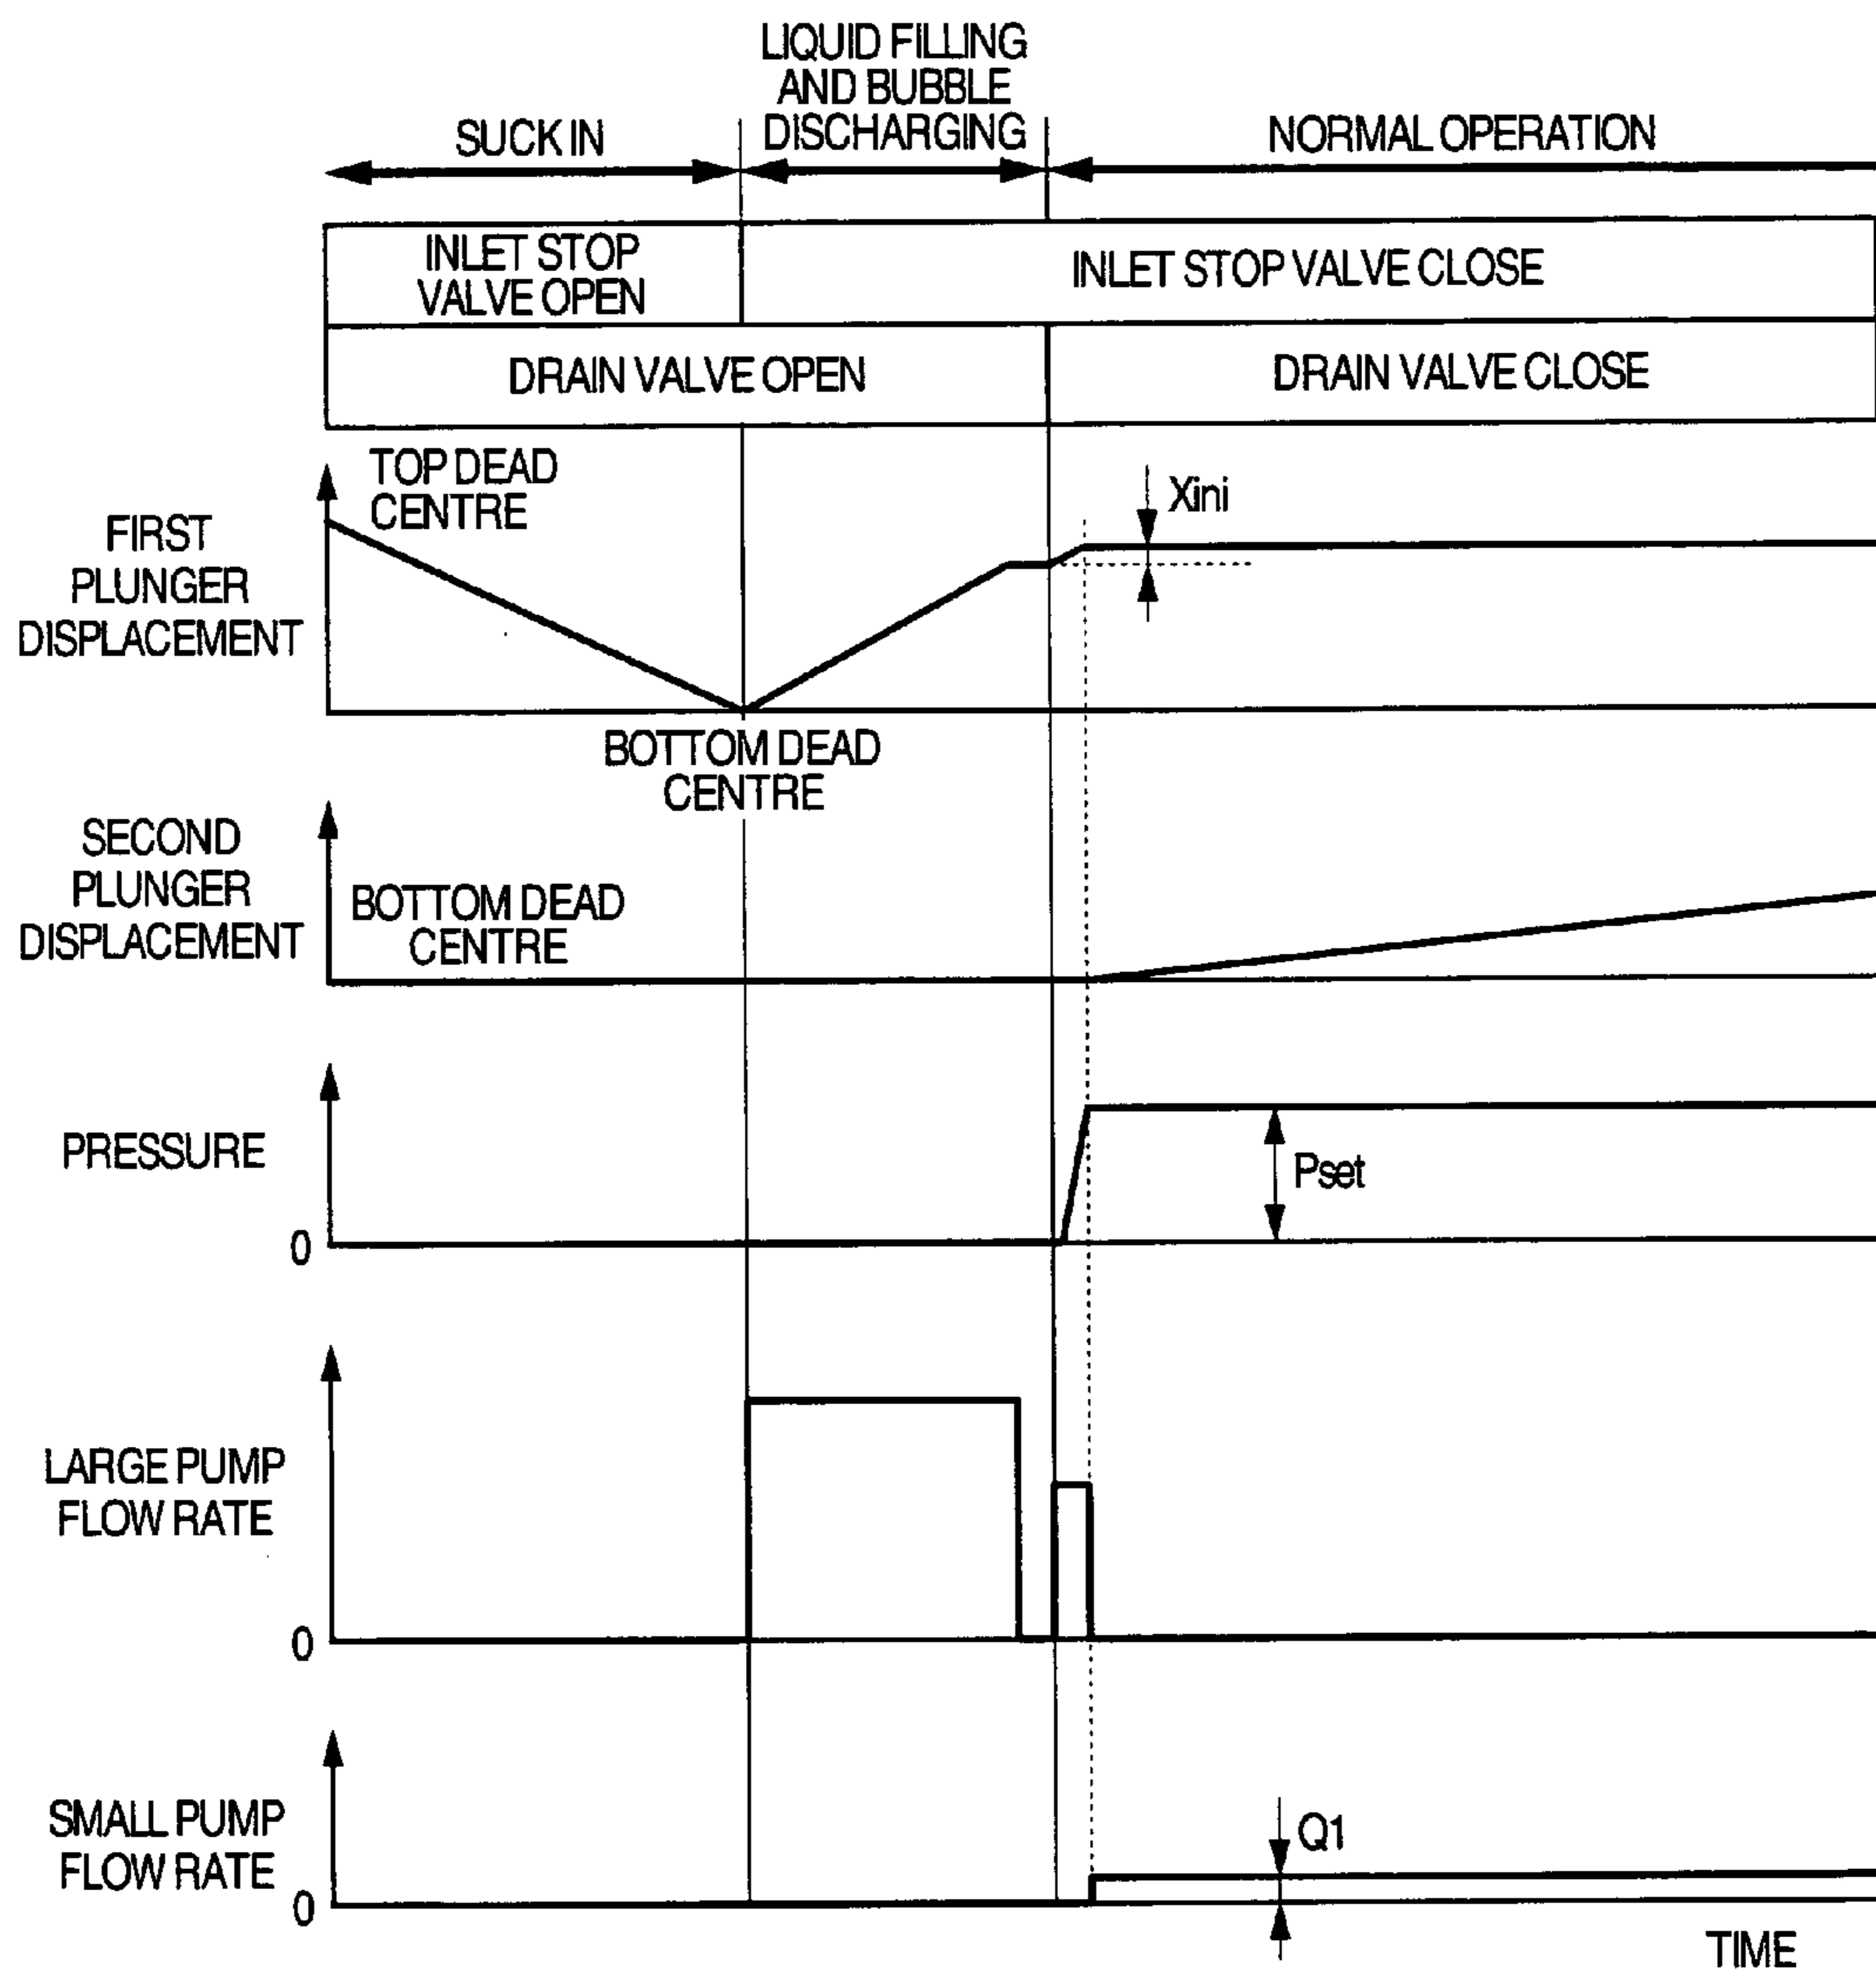 LIQUID FILLING
AND BUBBLE
DISCHARGING
SUCK IN
NORMAL OPERATION
INLET STOP
VALVE OPEN
INLET STOP VALVE CLOSE
DRAIN VALVE OPEN
DRAIN VALVE CLOSE
TOP DEAD
CENTRE
Xini
FIRST
PLUNGER
DISPLACEMENT
BOTTOM DEAD
CENTRE
SECOND
PLUNGER
DISPLACEMENT
BOTTOM DEAD
CENTRE
PRESSURE
Pset
0
LARGE PUMP
FLOW RATE
0
SMALL PUMP
FLOW RATE
Q1
0
TIME